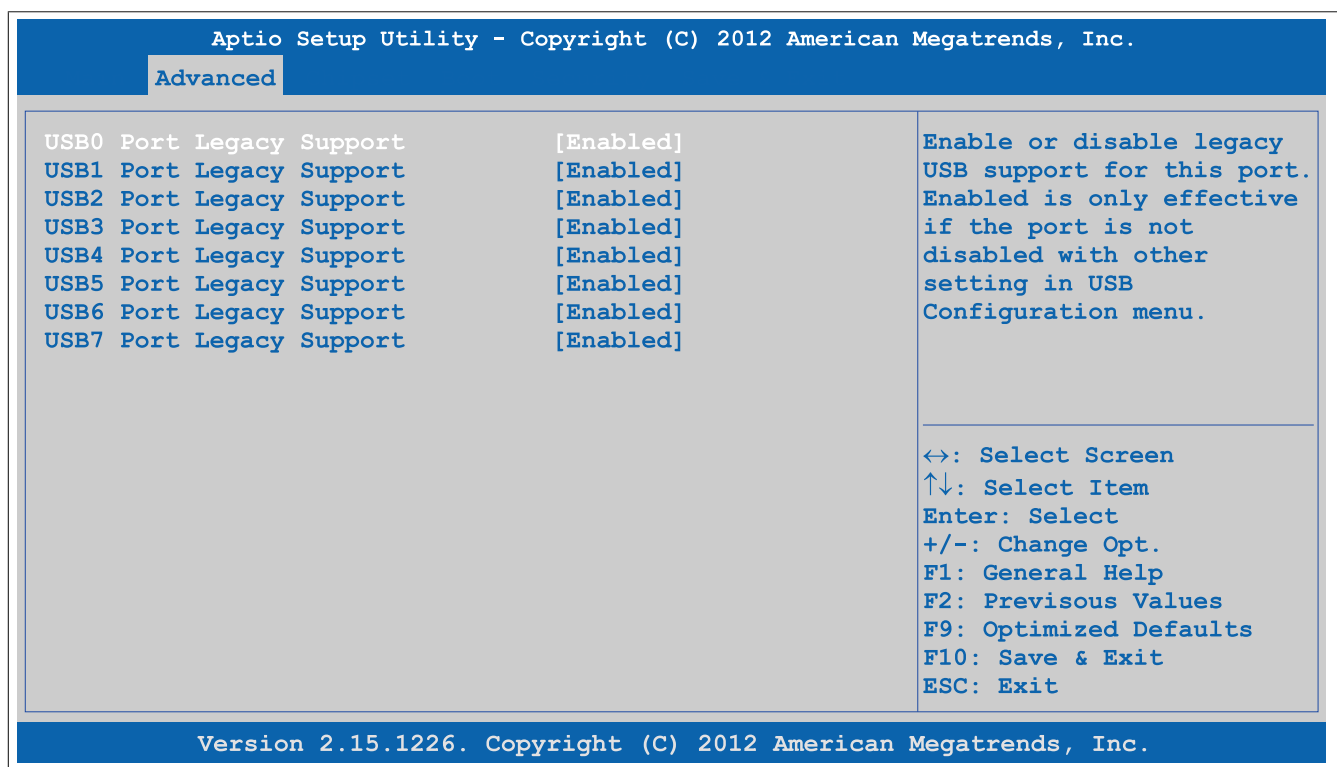 Aptio Setup Utility - Copyright (C) 2012 American Megatrends, Inc.
Advanced
USB0 Port Legacy Support [Enabled]
USB1 Port Legacy Support [Enabled]
USB2 Port Legacy Support [Enabled]
USB3 Port Legacy Support [Enabled]
USB4 Port Legacy Support [Enabled]
USB5 Port Legacy Support [Enabled]
USB6 Port Legacy Support [Enabled]
USB7 Port Legacy Support [Enabled]
Enable or disable legacy
USB support for this port.
Enabled is only effective
if the port is not
disabled with other
setting in USB
Configuration menu.
↔: Select Screen
↑↓: Select Item
Enter: Select
+/-: Change Opt.
F1: General Help
F2: Previsous Values
F9: Optimized Defaults
F10: Save & Exit
ESC: Exit
Version 2.15.1226. Copyright (C) 2012 American Megatrends, Inc.